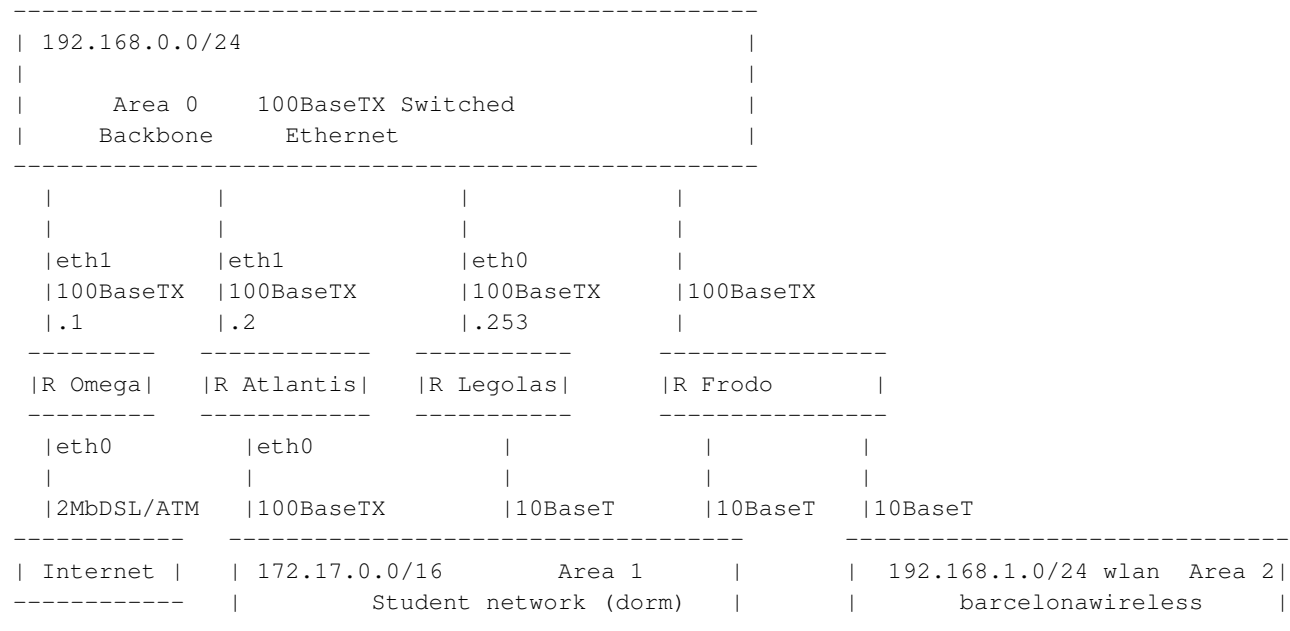 ---------------------------------------------------
| 192.168.0.0/24                                  |
|                                                 |
|      Area 0    100BaseTX Switched               |
|     Backbone     Ethernet                       |
---------------------------------------------------
  |           |                |              |
  |           |                |              |
  |eth1       |eth1            |eth0          |
  |100BaseTX  |100BaseTX       |100BaseTX     |100BaseTX
  |.1         |.2              |.253          |
 ---------   ------------   -----------      ----------------
 |R Omega|   |R Atlantis|   |R Legolas|      |R Frodo       |
 ---------   ------------   -----------      ----------------
  |eth0         |eth0             |             |          |
  |             |                 |             |          |
  |2MbDSL/ATM   |100BaseTX        |10BaseT      |10BaseT   |10BaseT
------------   ------------------------------------       -------------------------------
| Internet |   | 172.17.0.0/16        Area 1      |       |  192.168.1.0/24 wlan  Area 2|
------------   |         Student network (dorm)   |       |       barcelonawireless     |